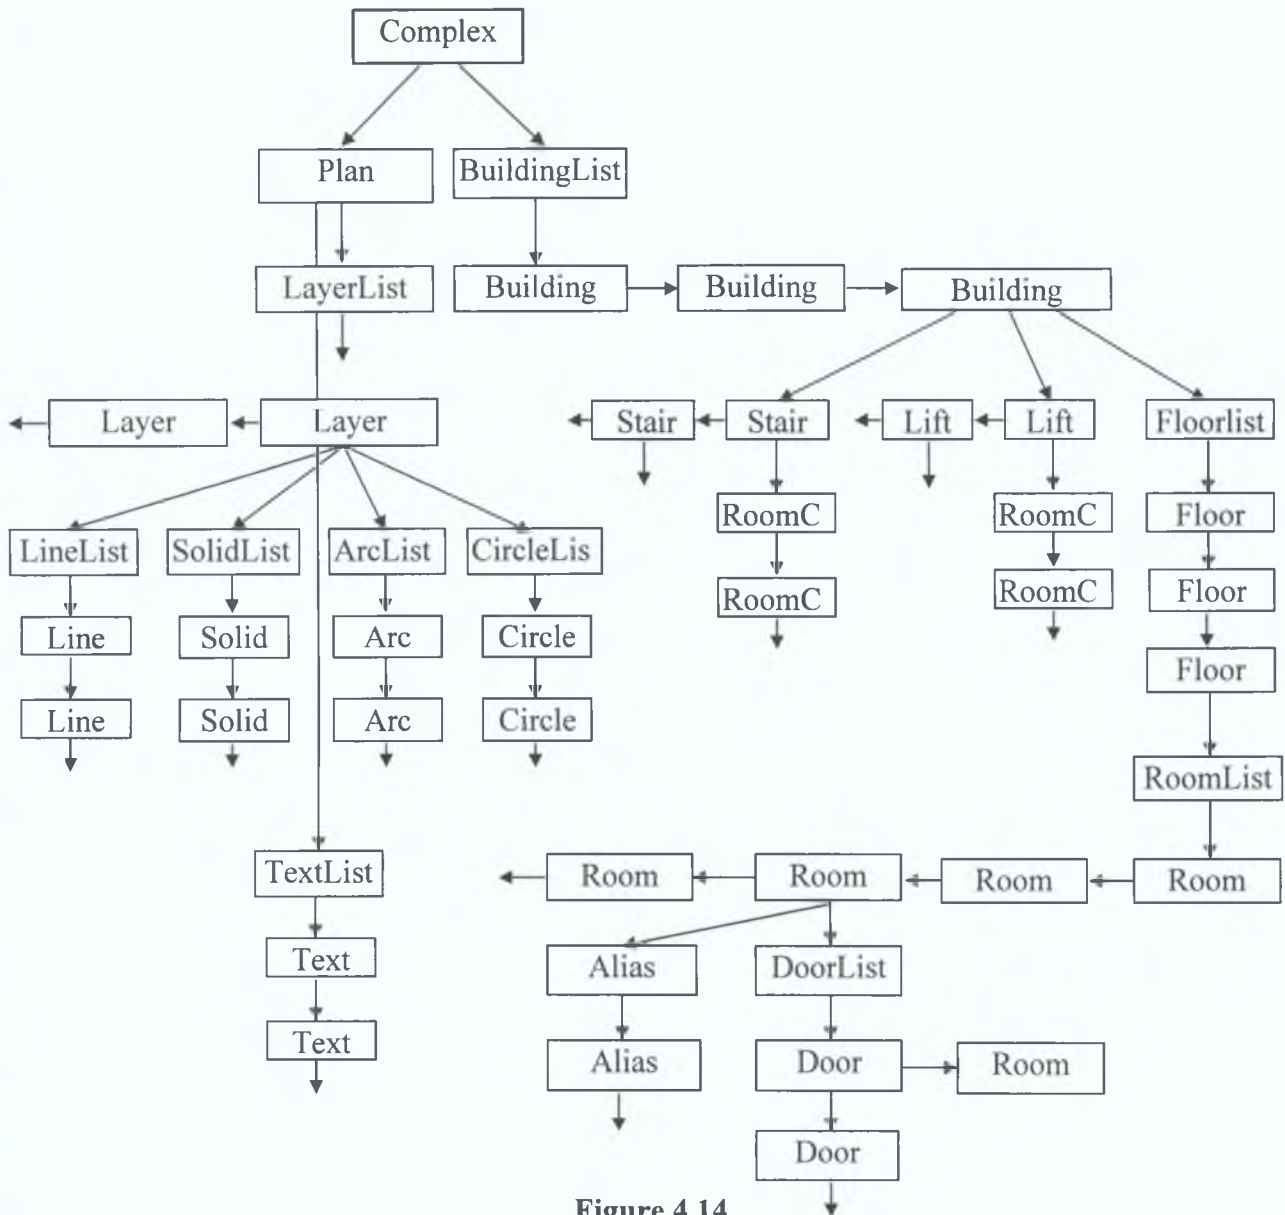 Complex
Plan BuildingList
LayerList Building Building Building
Layer Layer Stair Stair Lift Lift Floorlist
RoomC RoomC Floor
LineList SolidList ArcList CircleLis
RoomC RoomC Floor
Line Solid Arc Circle
Floor
Line Solid Arc Circle
RoomList
TextList Room Room Room Room
Text Alias DoorList
Text Alias Door Room
Door
Figure 4.14